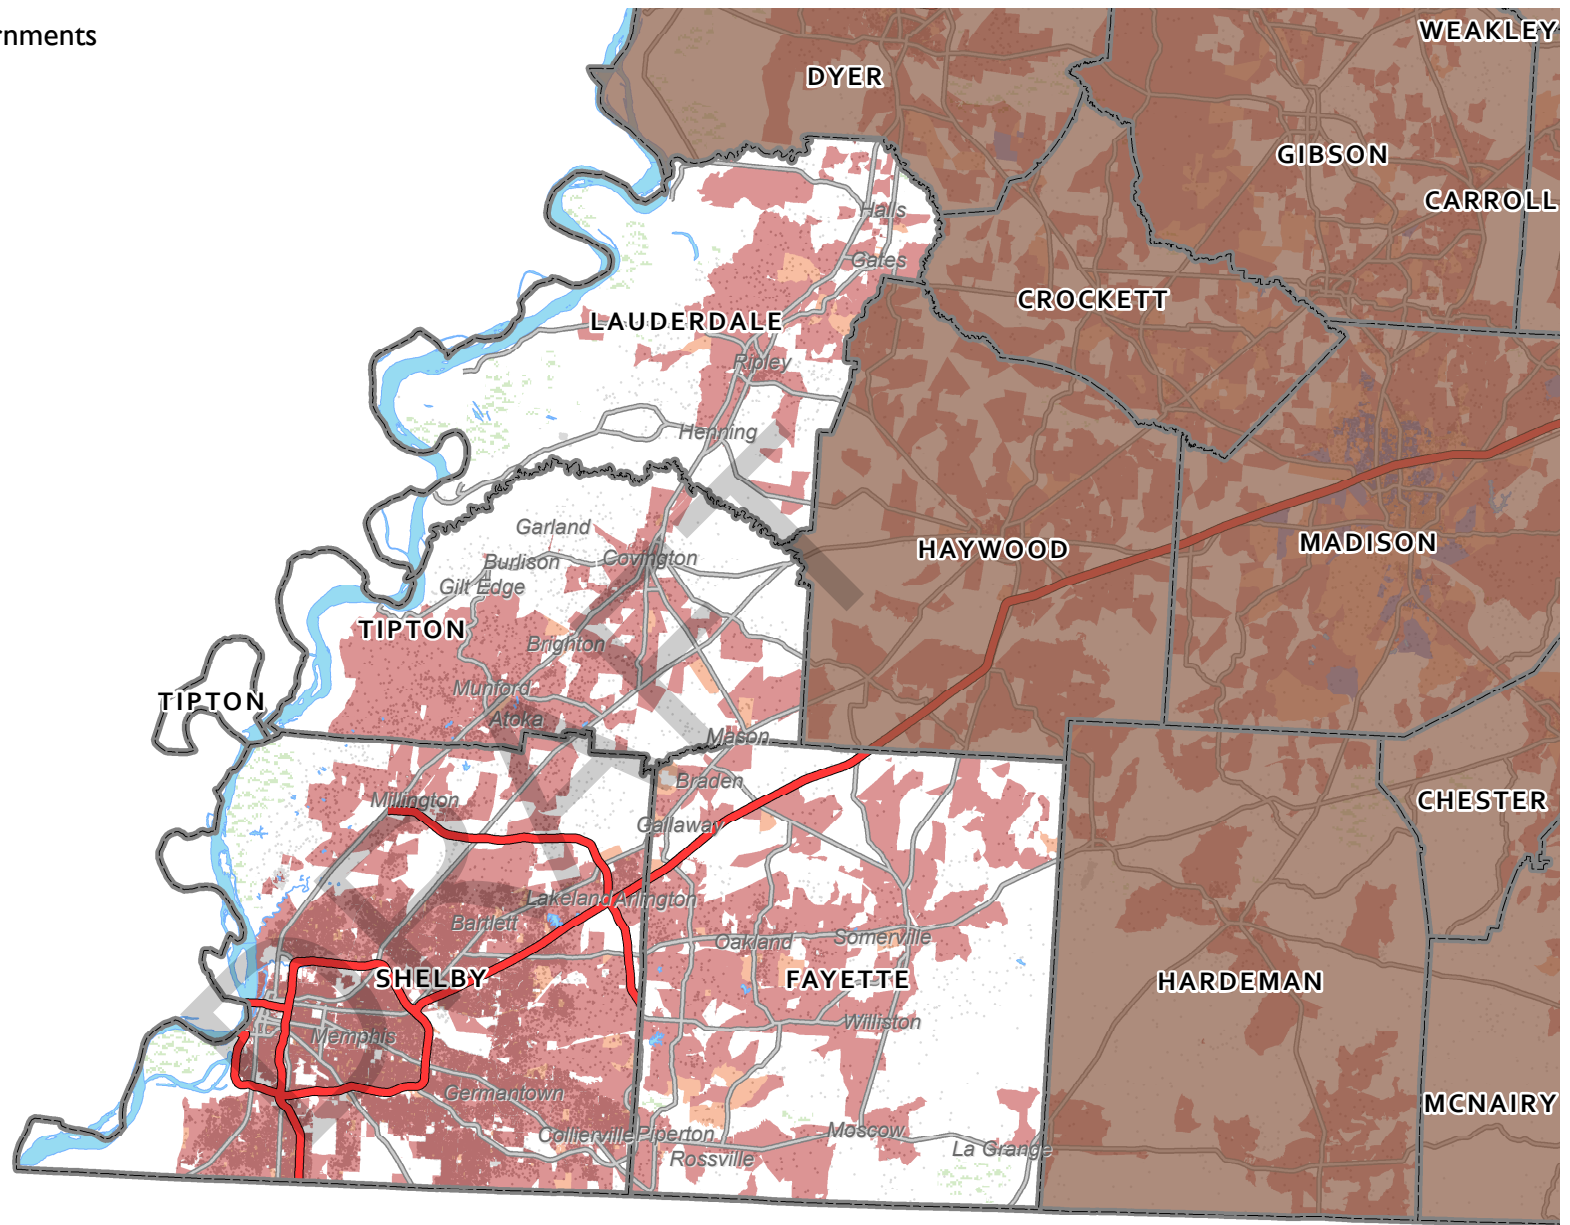 rnments
WEAKLEY
DYER
GIBSON
CARROLL
Halls
Gates
CROCKETT
LAUDERDALE
Ripley
Henning
Garland
Burlison
Covington
HAYWOOD
MADISON
Gilt Edge
TIPTON
Brighton
Munford
TIPTON
Atoka
Mason
Braden
Millington
CHESTER
Gallaway
Lakeland
Arlington
Bartlett
Oakland
Somerville
SHELBY
FAYETTE
HARDEMAN
Williston
Memphis
Germantown
MCNAIRY
Collierville
Piperton
Moscow
La Grange
Rossville
DRAFT